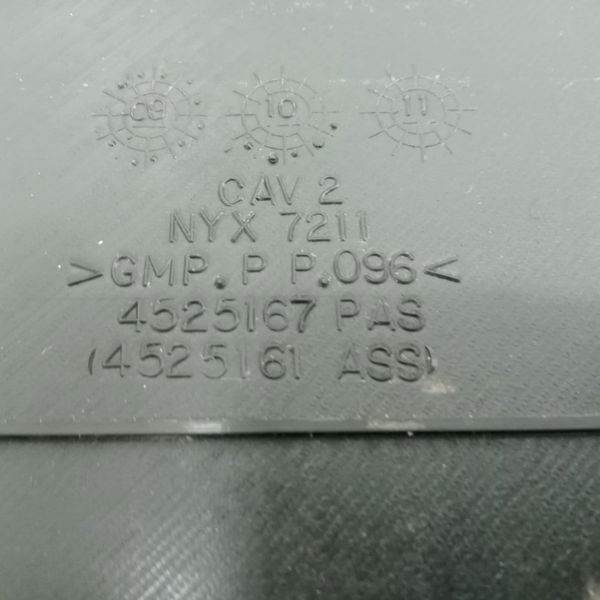 09 10 11
CAV 2
NYX 7211
>GMP.P P.096<
4525167 PAS
(4525161 ASS)